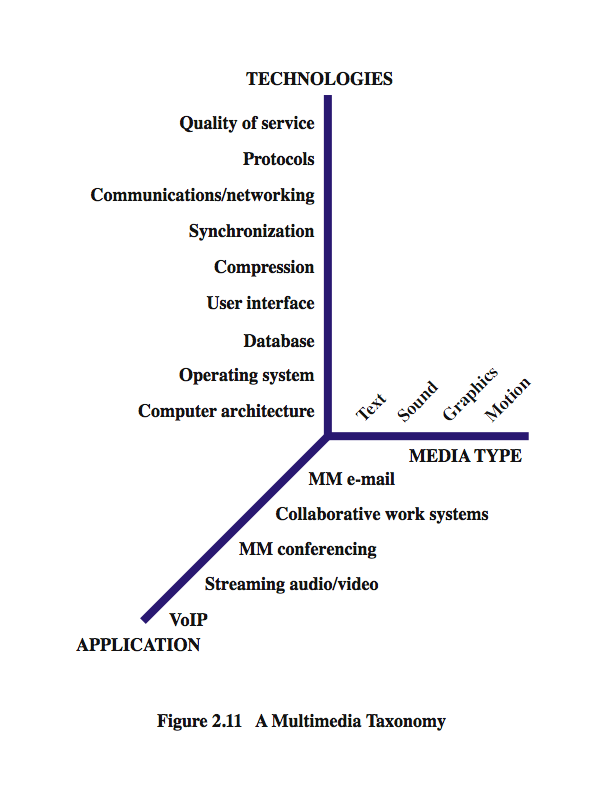 TECHNOLOGIES
Quality of service
Protocols
Communications/networking
Synchronization
Compression
User interface
Database
Operating system
Computer architecture
Text
Sound
Graphics
Motion
MEDIA TYPE
MM e-mail
Collaborative work systems
MM conferencing
Streaming audio/video
VoIP
APPLICATION
Figure 2.11 A Multimedia Taxonomy